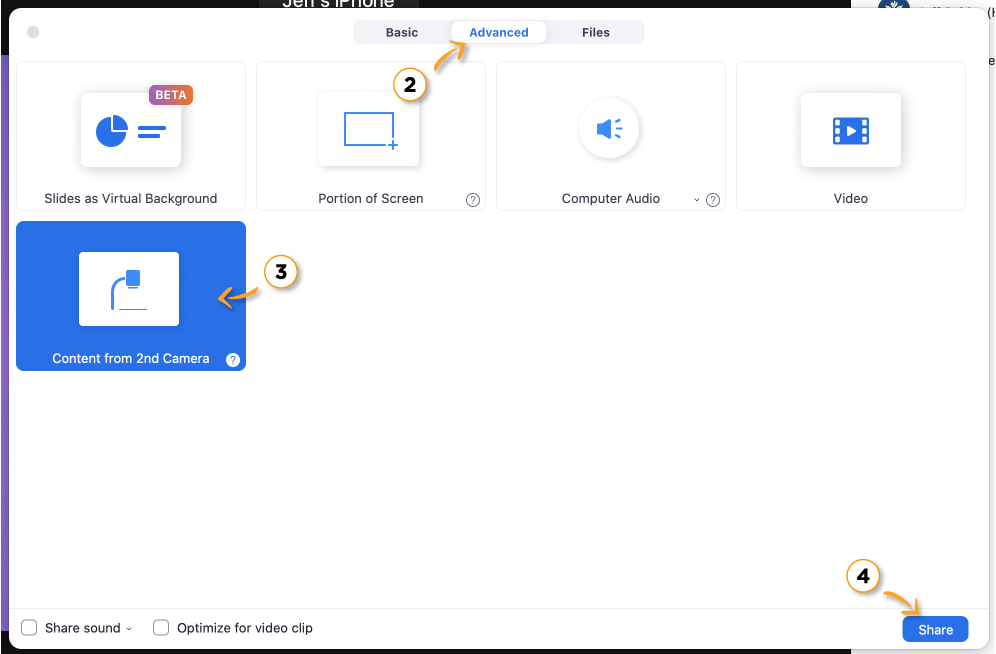 Jen's iPhone
Basic
Advanced
Files
2
BETA
Slides as Virtual Background
Portion of Screen
?
Computer Audio
?
Video
3
Content from 2nd Camera
?
4
Share sound
Optimize for video clip
Share